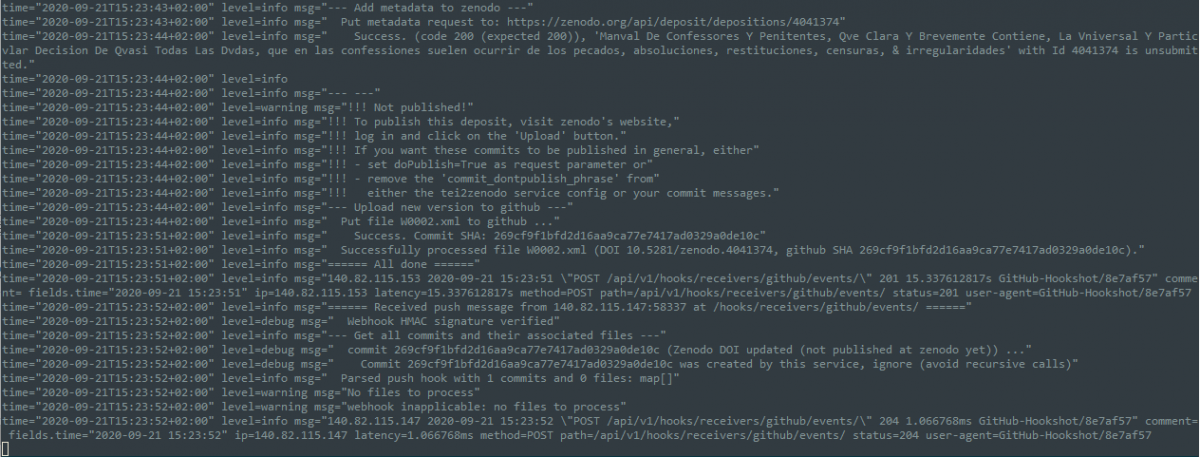 time="2020-09-21T15:23:43+02:00" level=info msg="--- Add metadata to zenodo ---"
time="2020-09-21T15:23:43+02:00" level=info msg="  Put metadata request to: https://zenodo.org/api/deposit/depositions/4041374"
time="2020-09-21T15:23:44+02:00" level=info msg="    Success. (code 200 (expected 200)), 'Manval De Confessores Y Penitentes, Qve Clara Y Brevemente Contiene, La Vniversal Y Partic
vlar Decision De Qvasi Todas Las Dvdas, que en las confessiones suelen ocurrir de los pecados, absoluciones, restituciones, censuras, & irregularidades' with Id 4041374 is unsubmit
ted."
time="2020-09-21T15:23:44+02:00" level=info
time="2020-09-21T15:23:44+02:00" level=info msg="--- ---"
time="2020-09-21T15:23:44+02:00" level=warning msg="!!! Not published!"
time="2020-09-21T15:23:44+02:00" level=info msg="!!! To publish this deposit, visit zenodo's website,"
time="2020-09-21T15:23:44+02:00" level=info msg="!!! log in and click on the 'Upload' button."
time="2020-09-21T15:23:44+02:00" level=info msg="!!! If you want these commits to be published in general, either"
time="2020-09-21T15:23:44+02:00" level=info msg="!!! - set doPublish=True as request parameter or"
time="2020-09-21T15:23:44+02:00" level=info msg="!!! - remove the 'commit_dontpublish_phrase' from"
time="2020-09-21T15:23:44+02:00" level=info msg="!!!   either the tei2zenodo service config or your commit messages."
time="2020-09-21T15:23:44+02:00" level=info msg="--- Upload new version to github ---"
time="2020-09-21T15:23:44+02:00" level=info msg="  Put file W0002.xml to github ..."
time="2020-09-21T15:23:51+02:00" level=info msg="    Success. Commit SHA: 269cf9f1bfd2d16aa9ca77e7417ad0329a0de10c"
time="2020-09-21T15:23:51+02:00" level=info msg="  Successfully processed file W0002.xml (DOI 10.5281/zenodo.4041374, github SHA 269cf9f1bfd2d16aa9ca77e7417ad0329a0de10c)."
time="2020-09-21T15:23:51+02:00" level=info msg="====== All done ======"
time="2020-09-21T15:23:51+02:00" level=info msg="140.82.115.153 2020-09-21 15:23:51 \"POST /api/v1/hooks/receivers/github/events/\" 201 15.337612817s GitHub-Hookshot/8e7af57" comme
nt= fields.time="2020-09-21 15:23:51" ip=140.82.115.153 latency=15.337612817s method=POST path=/api/v1/hooks/receivers/github/events/ status=201 user-agent=GitHub-Hookshot/8e7af57
time="2020-09-21T15:23:52+02:00" level=info msg="====== Received push message from 140.82.115.147:58337 at /hooks/receivers/github/events/ ======"
time="2020-09-21T15:23:52+02:00" level=debug msg="  Webhook HMAC signature verified"
time="2020-09-21T15:23:52+02:00" level=info msg="--- Get all commits and their associated files ---"
time="2020-09-21T15:23:52+02:00" level=debug msg="  commit 269cf9f1bfd2d16aa9ca77e7417ad0329a0de10c (Zenodo DOI updated (not published at zenodo yet)) ..."
time="2020-09-21T15:23:52+02:00" level=debug msg="    Commit 269cf9f1bfd2d16aa9ca77e7417ad0329a0de10c was created by this service, ignore (avoid recursive calls)"
time="2020-09-21T15:23:52+02:00" level=info msg="  Parsed push hook with 1 commits and 0 files: map[]"
time="2020-09-21T15:23:52+02:00" level=warning msg="No files to process"
time="2020-09-21T15:23:52+02:00" level=warning msg="webhook inapplicable: no files to process"
time="2020-09-21T15:23:52+02:00" level=info msg="140.82.115.147 2020-09-21 15:23:52 \"POST /api/v1/hooks/receivers/github/events/\" 204 1.066768ms GitHub-Hookshot/8e7af57" comment=
 fields.time="2020-09-21 15:23:52" ip=140.82.115.147 latency=1.066768ms method=POST path=/api/v1/hooks/receivers/github/events/ status=204 user-agent=GitHub-Hookshot/8e7af57